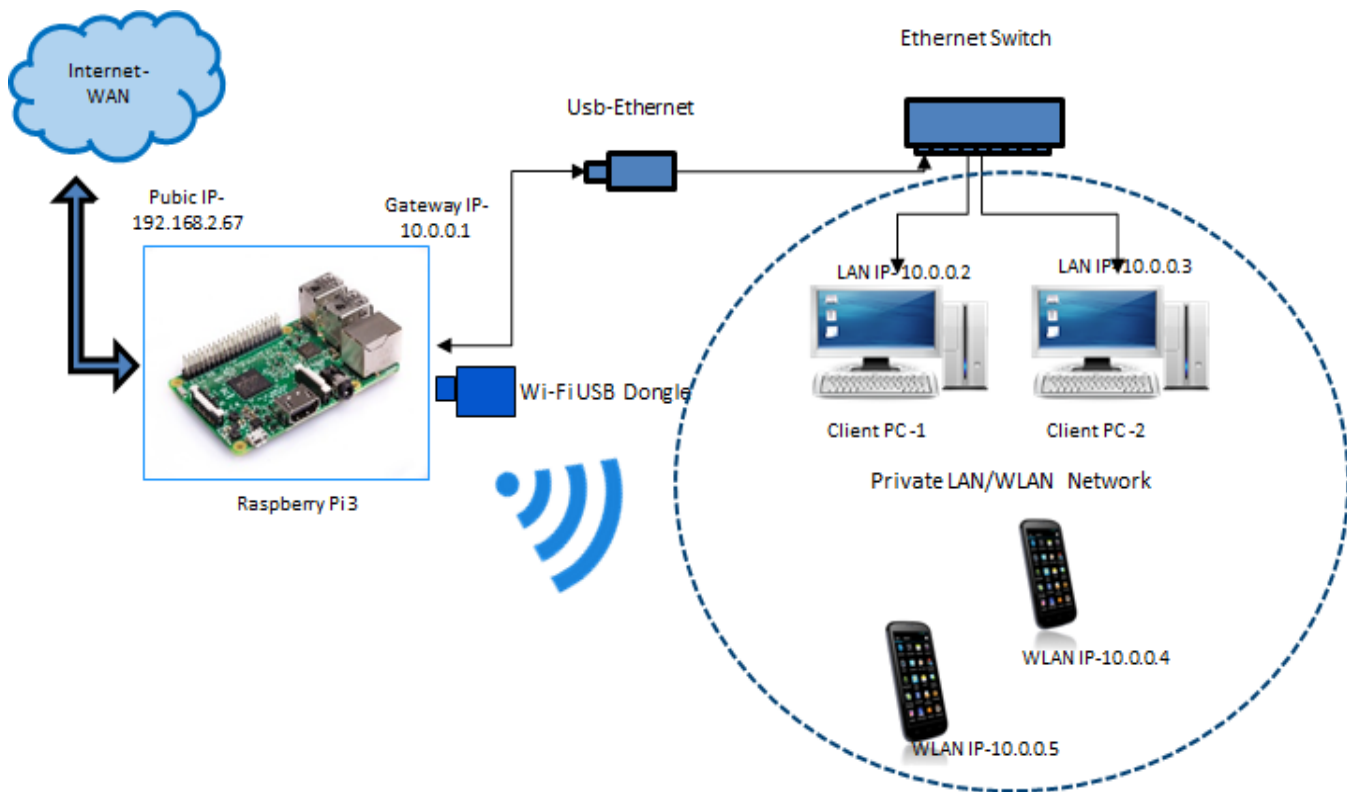 Internet-
WAN
Ethernet Switch
Usb-Ethernet
Pubic IP-
192.168.2.67
Gateway IP-
10.0.0.1
LAN IP-10.0.0.2
LAN IP-10.0.0.3
Wi-Fi USB Dongle
Client PC-1
Client PC-2
Private LAN/WLAN Network
Raspberry Pi 3
WLAN IP-10.0.0.4
WLAN IP-10.0.0.5